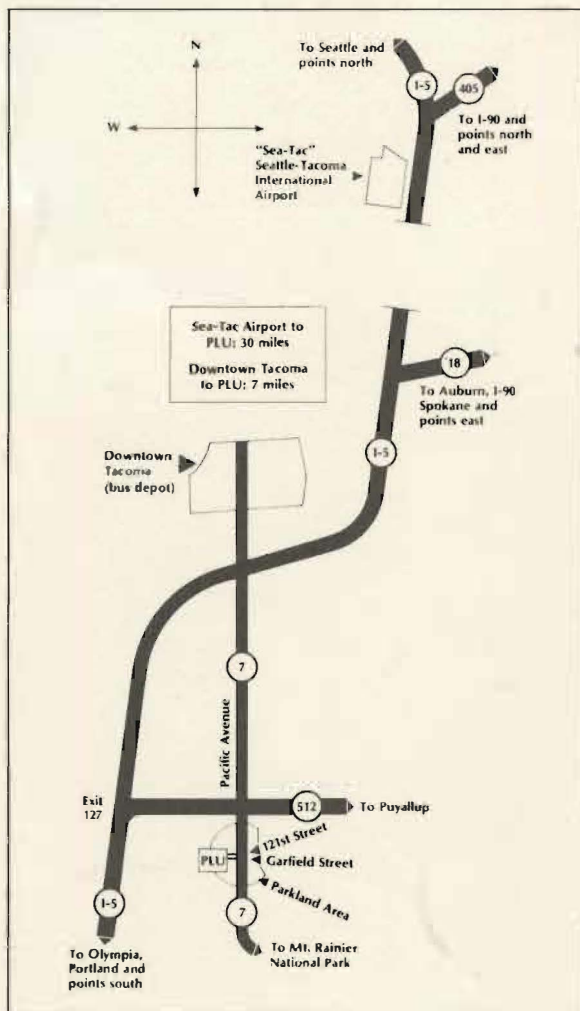 N
W
To Seattle and
points north
I-5
405
To I-90 and
points north
and east
"Sea-Tac"
Seattle-Tacoma
International
Airport
Sea-Tac Airport to
PLU: 30 miles
Downtown Tacoma
to PLU: 7 miles
18
To Auburn, I-90
Spokane and
points east
Downtown
Tacoma
(bus depot)
I-5
7
Pacific Avenue
Exit
127
512
To Puyallup
121st Street
PLU
Garfield Street
Parkland Area
I-5
7
To Olympia,
Portland and
points south
To Mt. Rainier
National Park